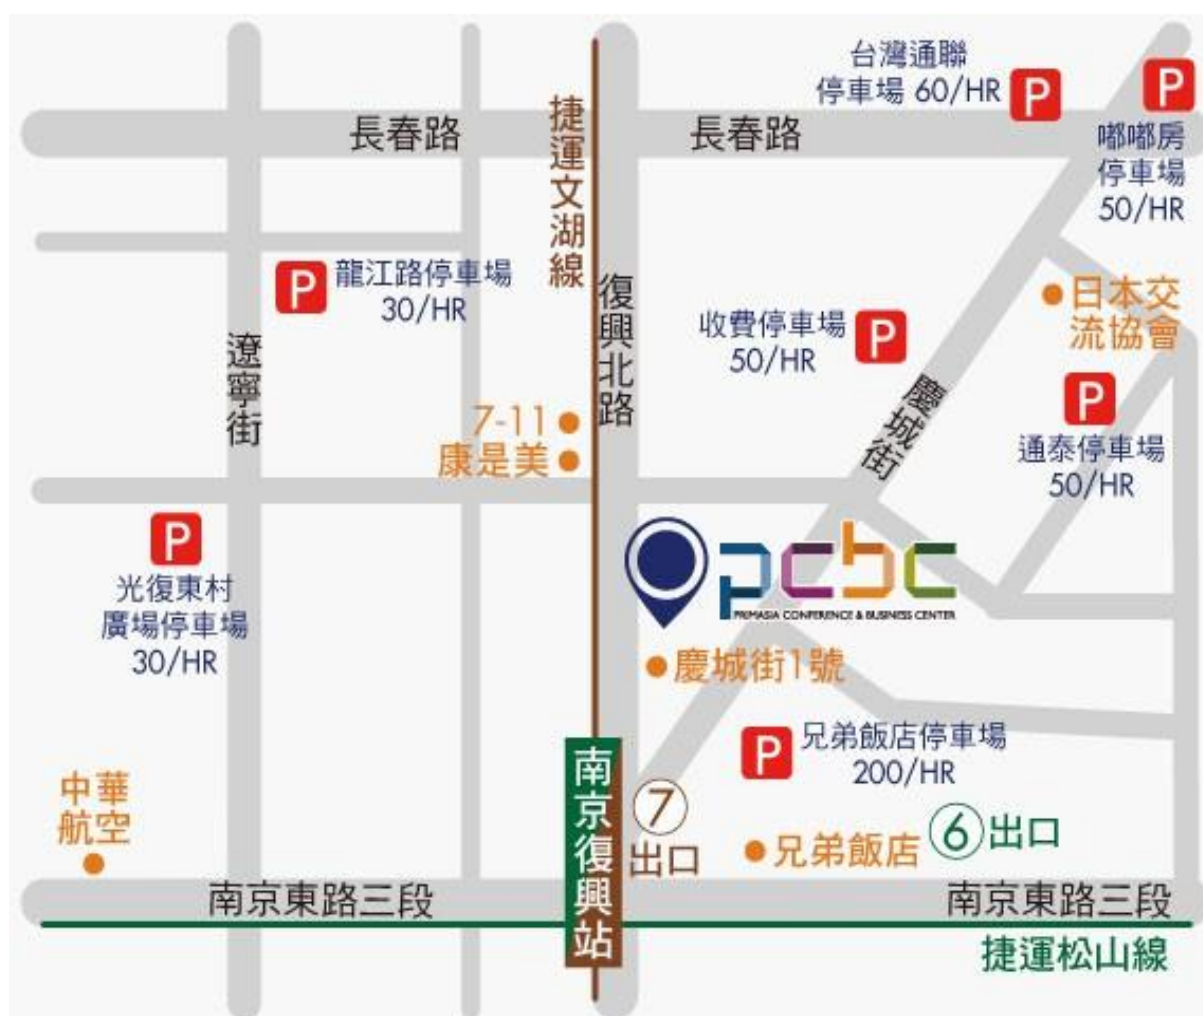 台灣通聯
停車場 60/HR
P
P
嘟嘟房
停車場
50/HR
長春路
長春路
捷運文湖線
P
龍江路停車場
30/HR
復興北路
收費停車場
50/HR
P
日本交
流協會
遼寧街
慶城街
P
通泰停車場
50/HR
7-11
康是美
P
光復東村
廣場停車場
30/HR
pcbc
PRIMASIA CONFERENCE & BUSINESS CENTER
慶城街1號
P
兄弟飯店停車場
200/HR
中華
航空
南京復興站
7
出口
兄弟飯店
6 出口
南京東路三段
南京東路三段
捷運松山線